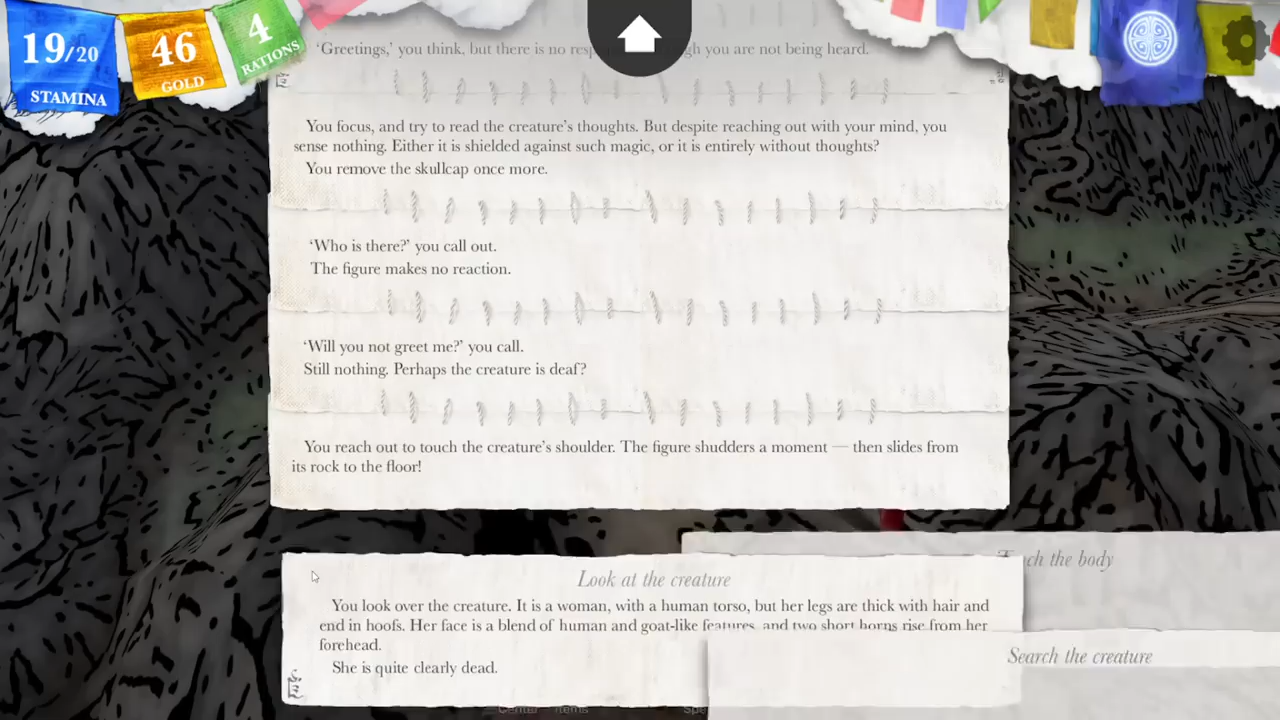 19/20
STAMINA
46
GOLD
4
RATIONS
‘Greetings,’ you think, but there is no you are not being heard.
You focus, and try to read the creature’s thoughts. But despite reaching out with your mind, you
sense nothing. Either it is shielded against such magic, or it is entirely without thoughts?
You remove the skullcap once more.
‘Who is there?’ you call out.
The figure makes no reaction.
‘Will you not greet me?’ you call.
Still nothing. Perhaps the creature is deaf?
You reach out to touch the creature’s shoulder. The figure shudders a moment — then slides from
its rock to the floor!
Look at the creature
You look over the creature. It is a woman, with a human torso, but her legs are thick with hair and
end in hoofs. Her face is a blend of human and goat-like features, and two short horns rise from her
forehead.
She is quite clearly dead.
the body
Search the creature